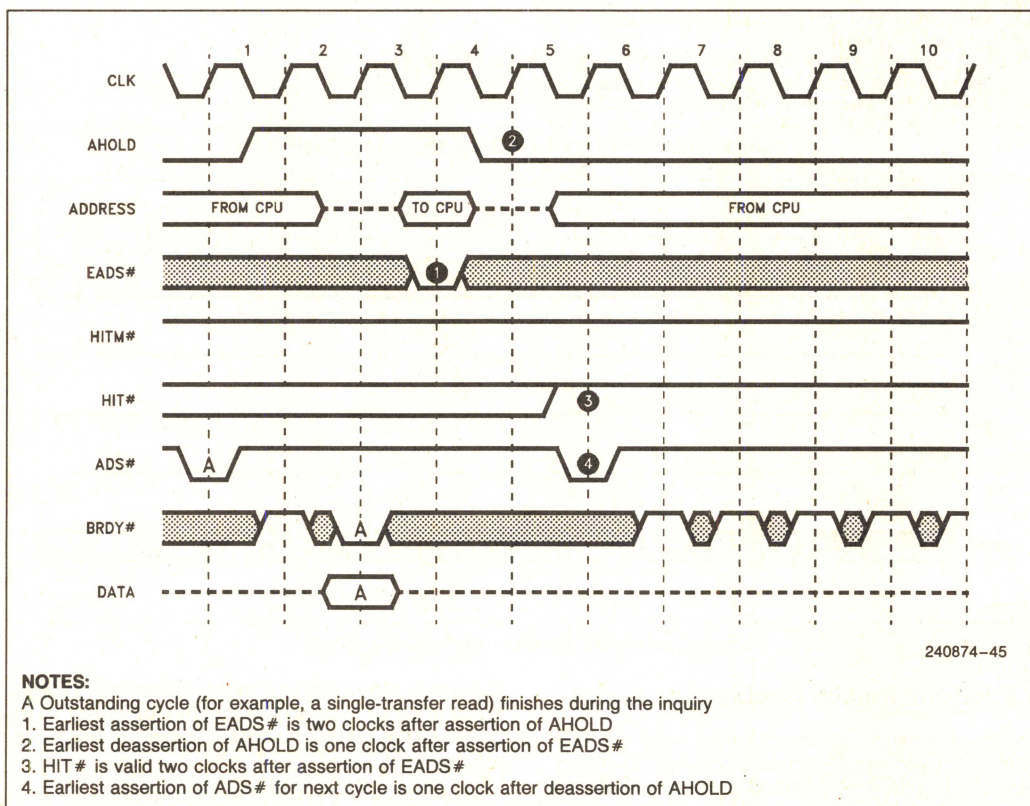 1 2 3 4 5 6 7 8 9 10
CLK
AHOLD
2
ADDRESS
FROM CPU TO CPU FROM CPU
EADS#
1
HITM#
HIT#
3
ADS#
A 4
BRDY#
A
DATA
A
240874–45
NOTES:
A Outstanding cycle (for example, a single-transfer read) finishes during the inquiry
1. Earliest assertion of EADS# is two clocks after assertion of AHOLD
2. Earliest deassertion of AHOLD is one clock after assertion of EADS#
3. HIT# is valid two clocks after assertion of EADS#
4. Earliest assertion of ADS# for next cycle is one clock after deassertion of AHOLD